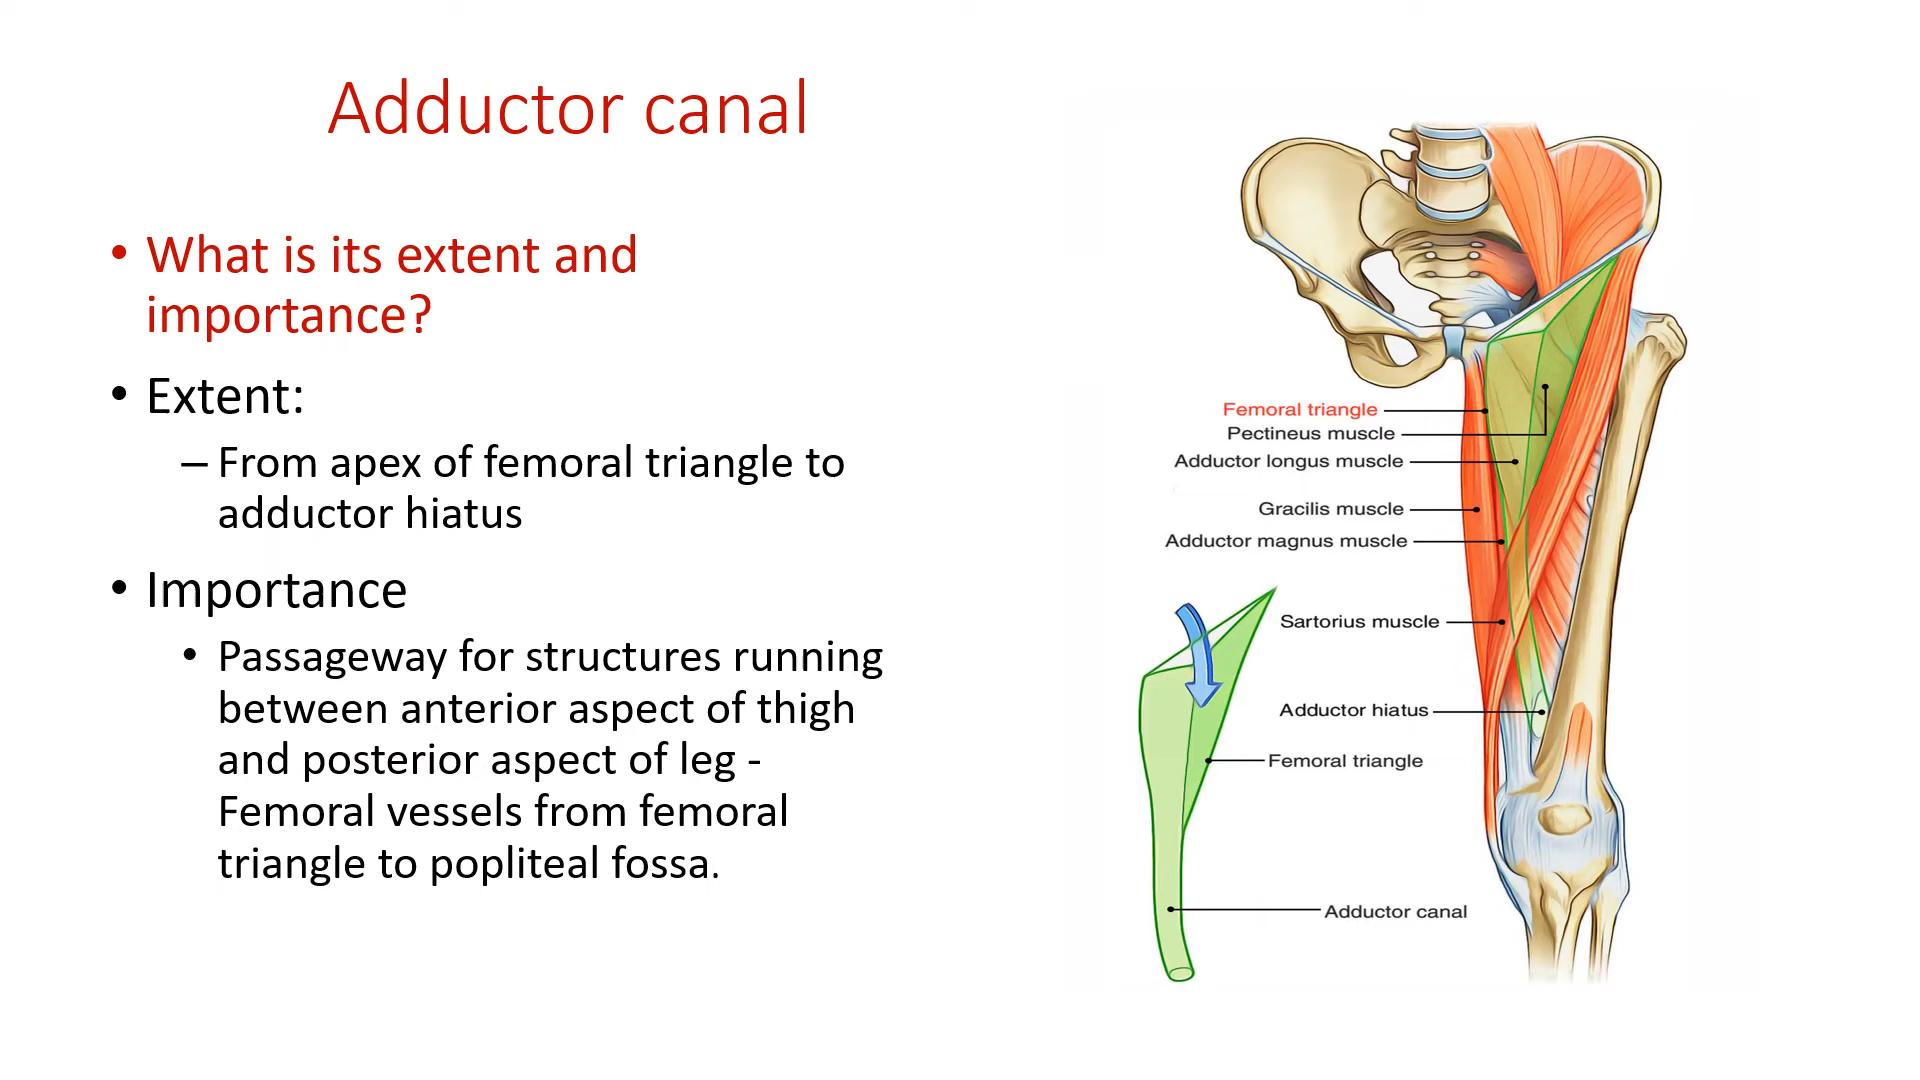 Adductor canal
• What is its extent and
importance?
• Extent:
– From apex of femoral triangle to
adductor hiatus
• Importance
• Passageway for structures running
between anterior aspect of thigh
and posterior aspect of leg -
Femoral vessels from femoral
triangle to popliteal fossa.
Femoral triangle
Pectineus muscle
Adductor longus muscle
Gracilis muscle
Adductor magnus muscle
Sartorius muscle
Adductor hiatus
Femoral triangle
Adductor canal